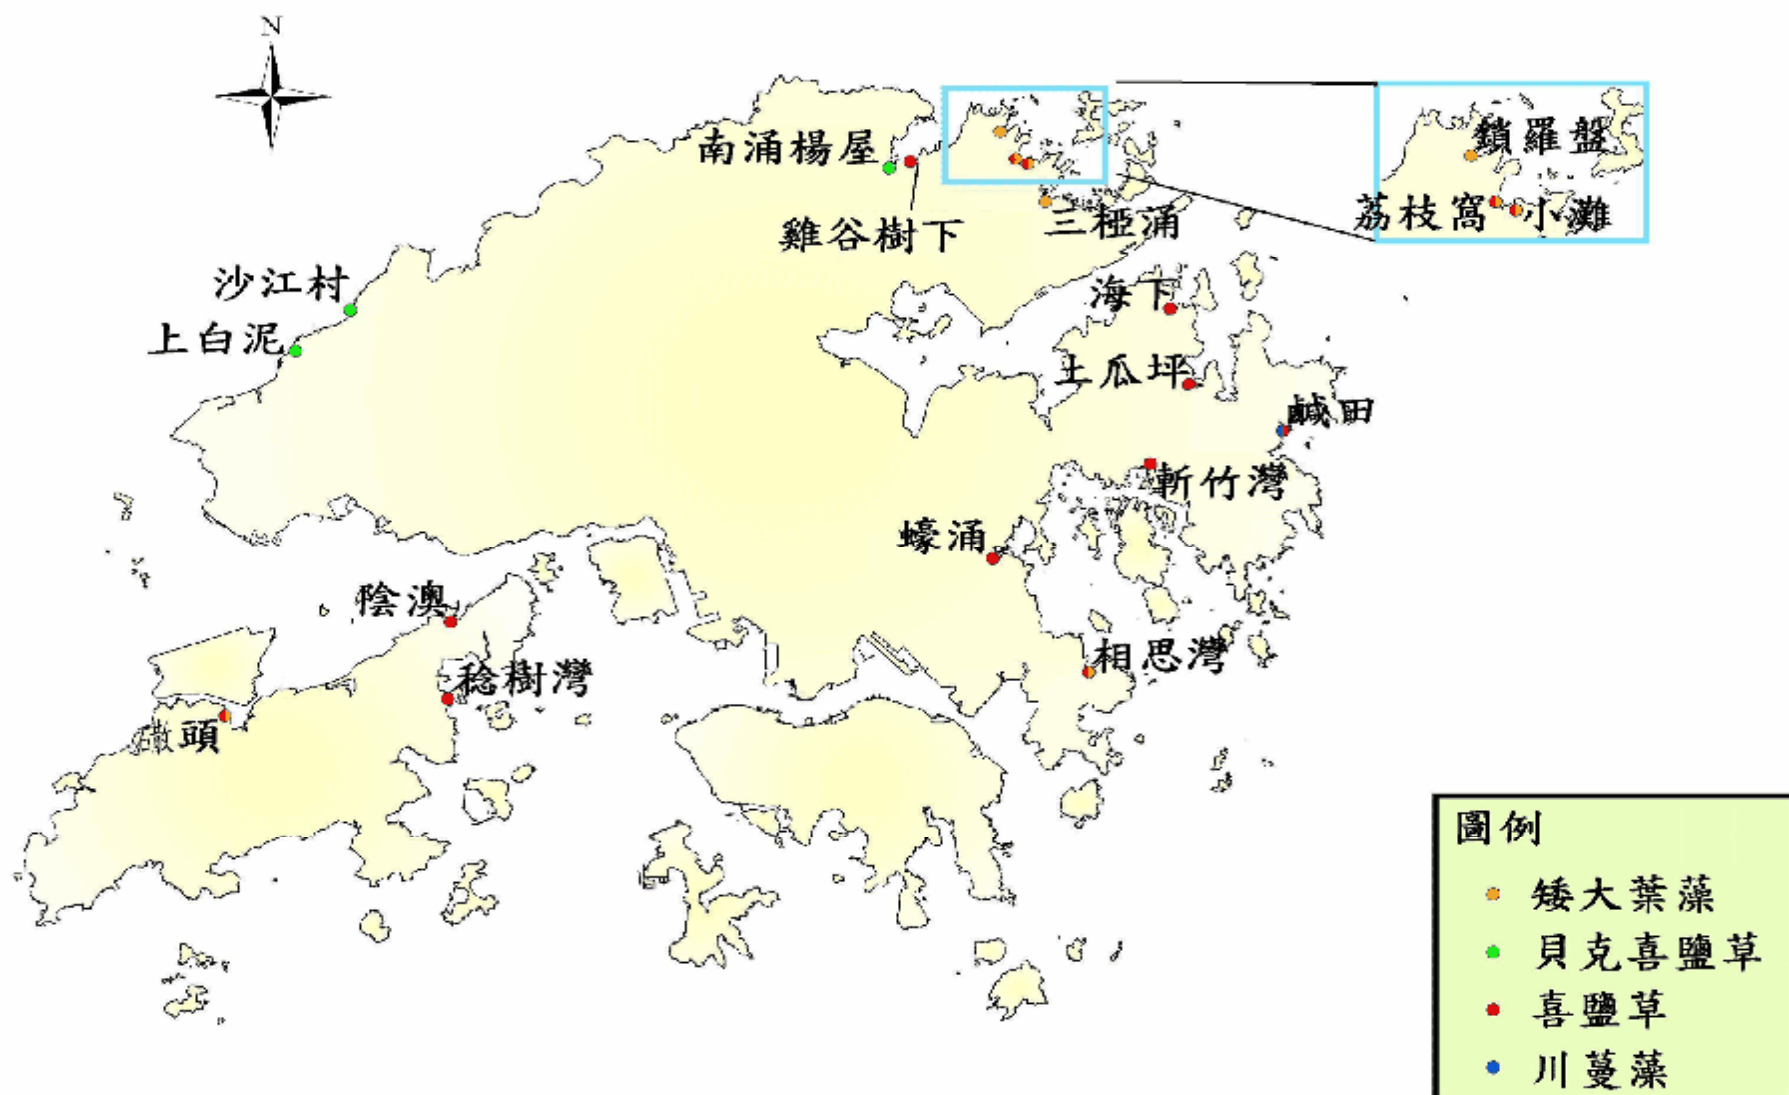 N
南涌楊屋
鎖羅盤
荔枝窩
小灘
雞谷樹下
三椏涌
沙江村
海下
上白泥
土瓜坪
鹹田
斬竹灣
蠔涌
陰澳
相思灣
稔樹灣
䃟頭
圖例
矮大葉藻
貝克喜鹽草
喜鹽草
川蔓藻